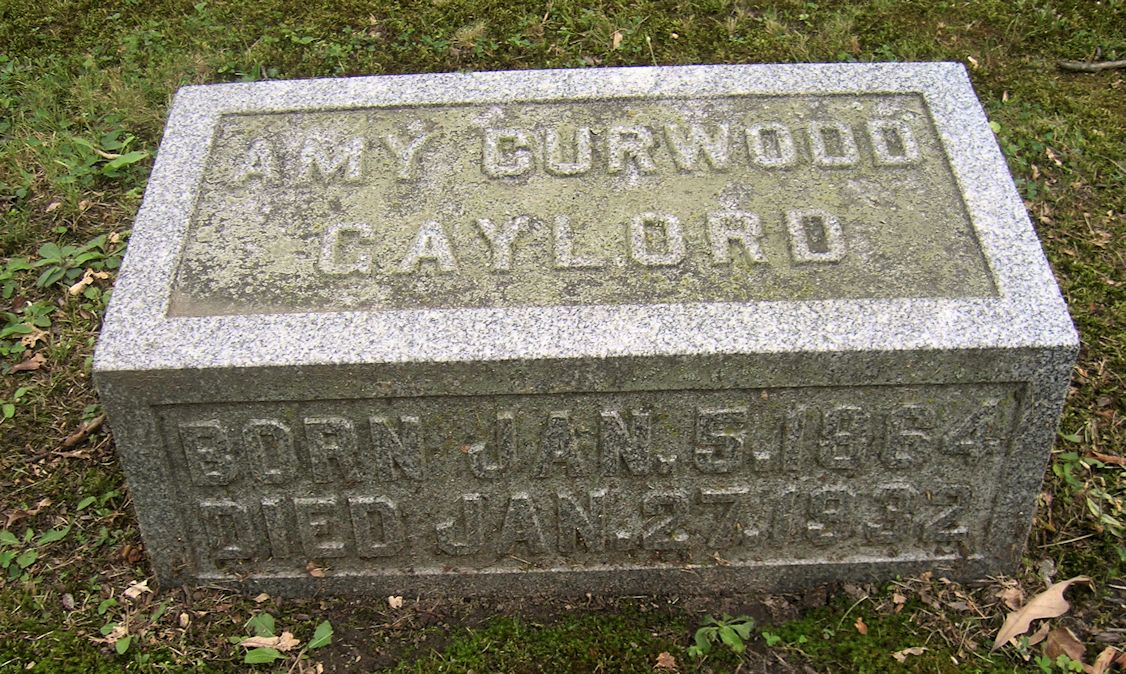 AMY CURWOOD
GAYLORD
BORN JAN. 5. 1864
DIED JAN. 27. 1932